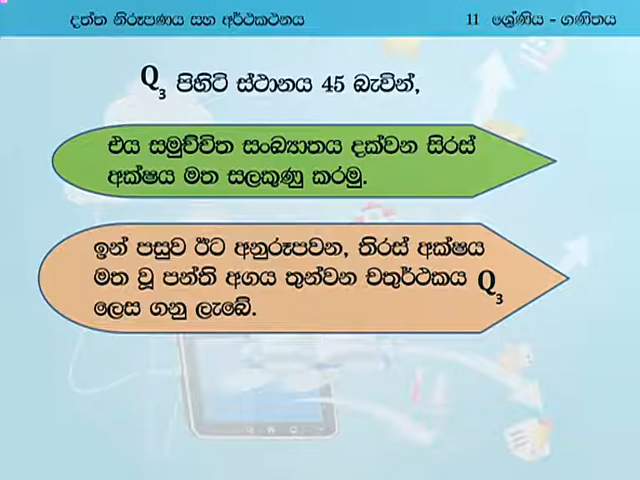 දත්ත නිරූපණය සහ අර්ථකථනය 11 ශ්‍රේණිය - ගණිතය
Q3 පිහිටි ස්ථානය 45 බැවින්,
එය සමුච්චිත සංඛ්‍යාතය දක්වන සිරස්
අක්ෂය මත සලකුණු කරමු.
ඉන් පසුව ඊට අනුරූපවන, තිරස් අක්ෂය
මත වූ පන්ති අගය තුන්වන චතුර්ථකය Q3
ලෙස ගනු ලැබේ.